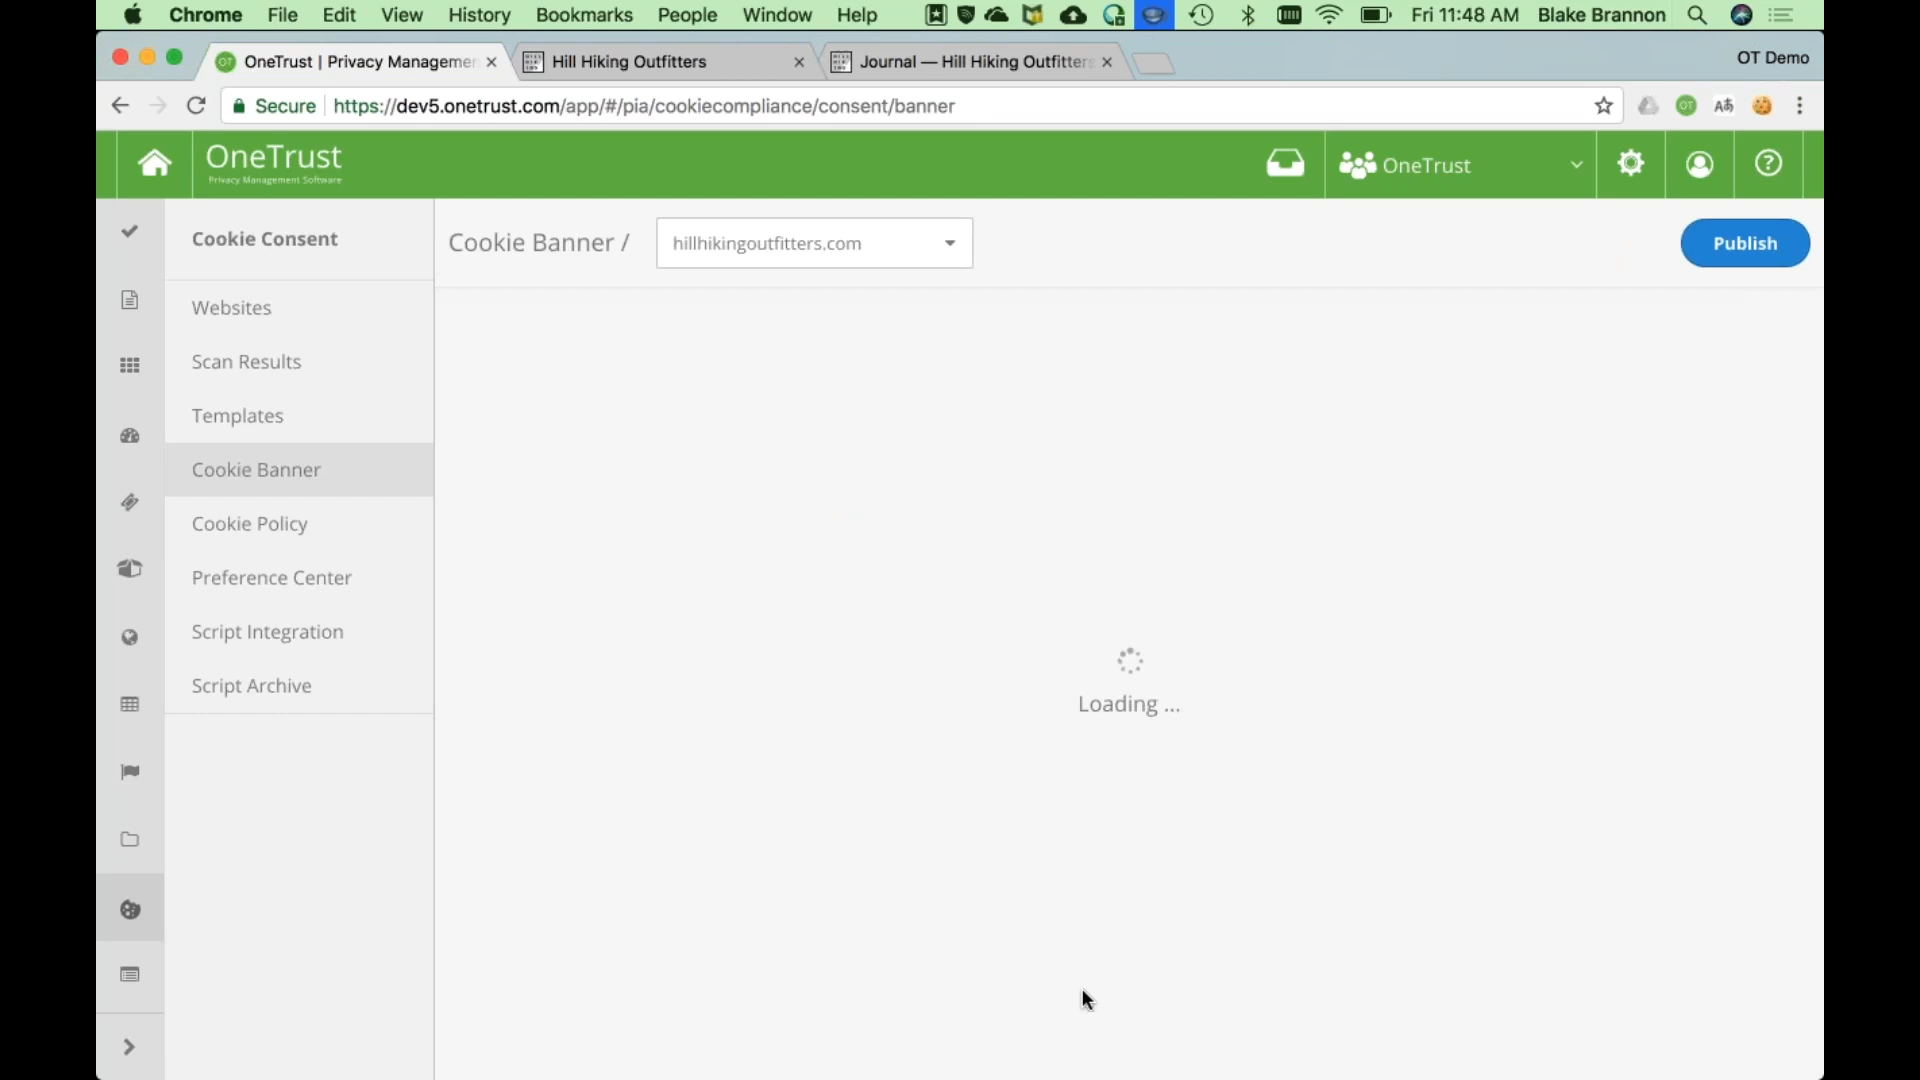 Chrome File Edit View History Bookmarks People Window Help Fri 11:48 AM Blake Brannon
OneTrust | Privacy Manageme
Hill Hiking Outfitters
Journal — Hill Hiking Outfitters
OT Demo
Secure https://dev5.onetrust.com/app/#/pia/cookiecompliance/consent/banner
OneTrust
Privacy Management Software
OneTrust
Cookie Consent
Cookie Banner /
hillhikingoutfitters.com
Publish
Websites
Scan Results
Templates
Cookie Banner
Cookie Policy
Preference Center
Script Integration
Script Archive
Loading ...